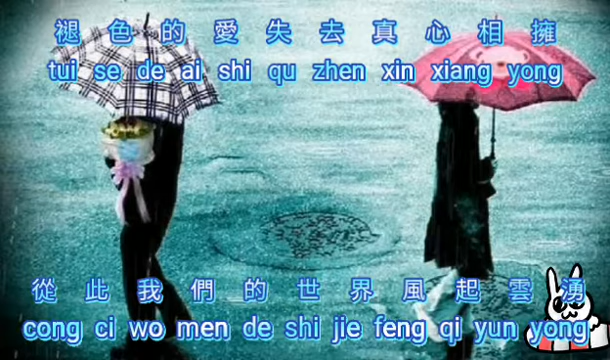 褪色的愛失去真心相擁
tui se de ai shi qu zhen xin xiang yong
從此我們的世界風起雲湧
cong ci wo men de shi jie feng qi yun yong